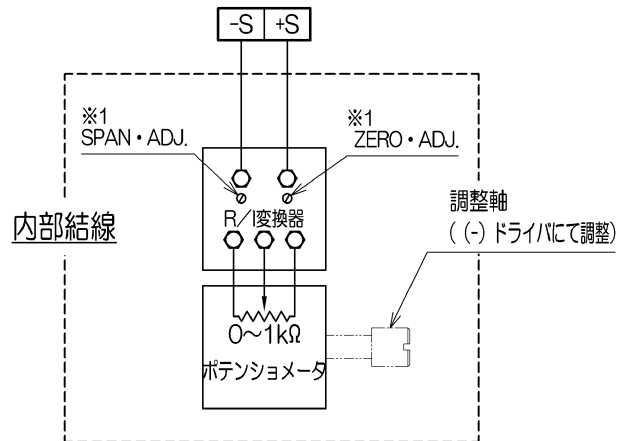 -S +S
※1
SPAN・ADJ.
※1
ZERO・ADJ.
R/I変換器
内部結線
調整軸
( (-) ドライバにて調整)
0~1kΩ
ポテンショメータ